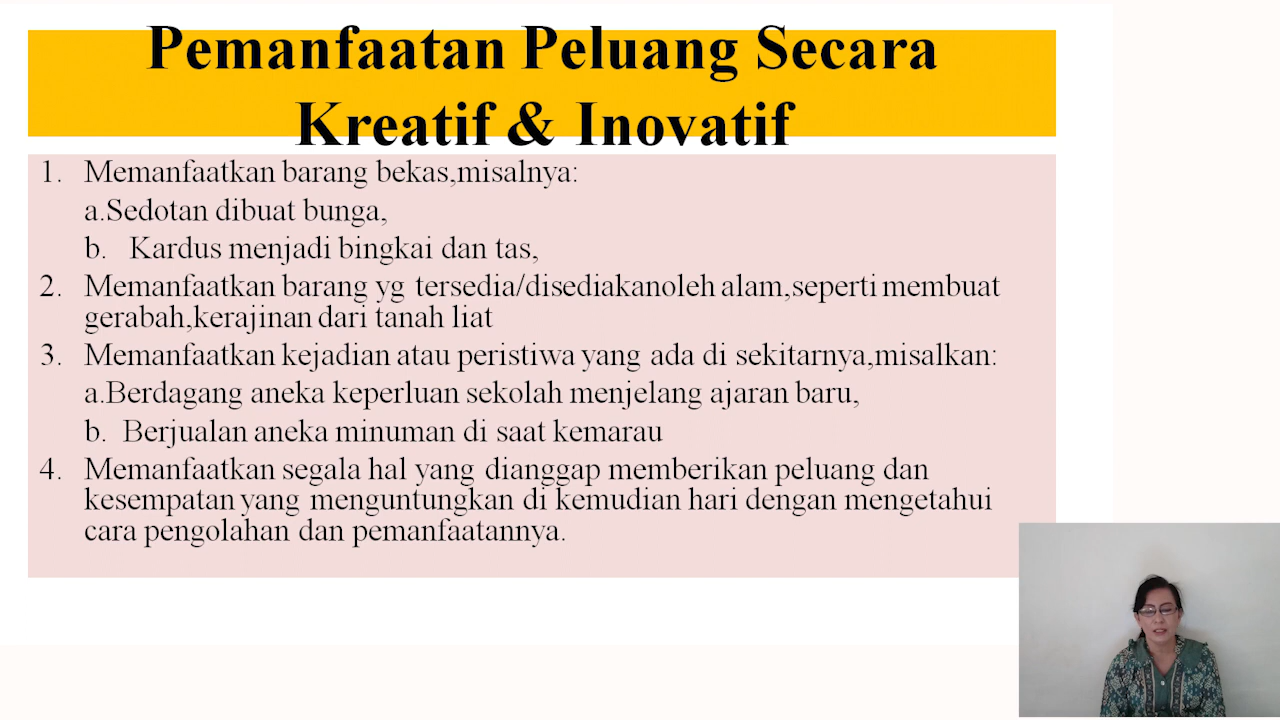 Pemanfaatan Peluang Secara
Kreatif & Inovatif
1. Memanfaatkan barang bekas,misalnya:
a.Sedotan dibuat bunga,
b. Kardus menjadi bingkai dan tas,
2. Memanfaatkan barang yg tersedia/disediakanoleh alam,seperti membuat
gerabah,kerajinan dari tanah liat
3. Memanfaatkan kejadian atau peristiwa yang ada di sekitarnya,misalkan:
a.Berdagang aneka keperluan sekolah menjelang ajaran baru,
b. Berjualan aneka minuman di saat kemarau
4. Memanfaatkan segala hal yang dianggap memberikan peluang dan
kesempatan yang menguntungkan di kemudian hari dengan mengetahui
cara pengolahan dan pemanfaatannya.